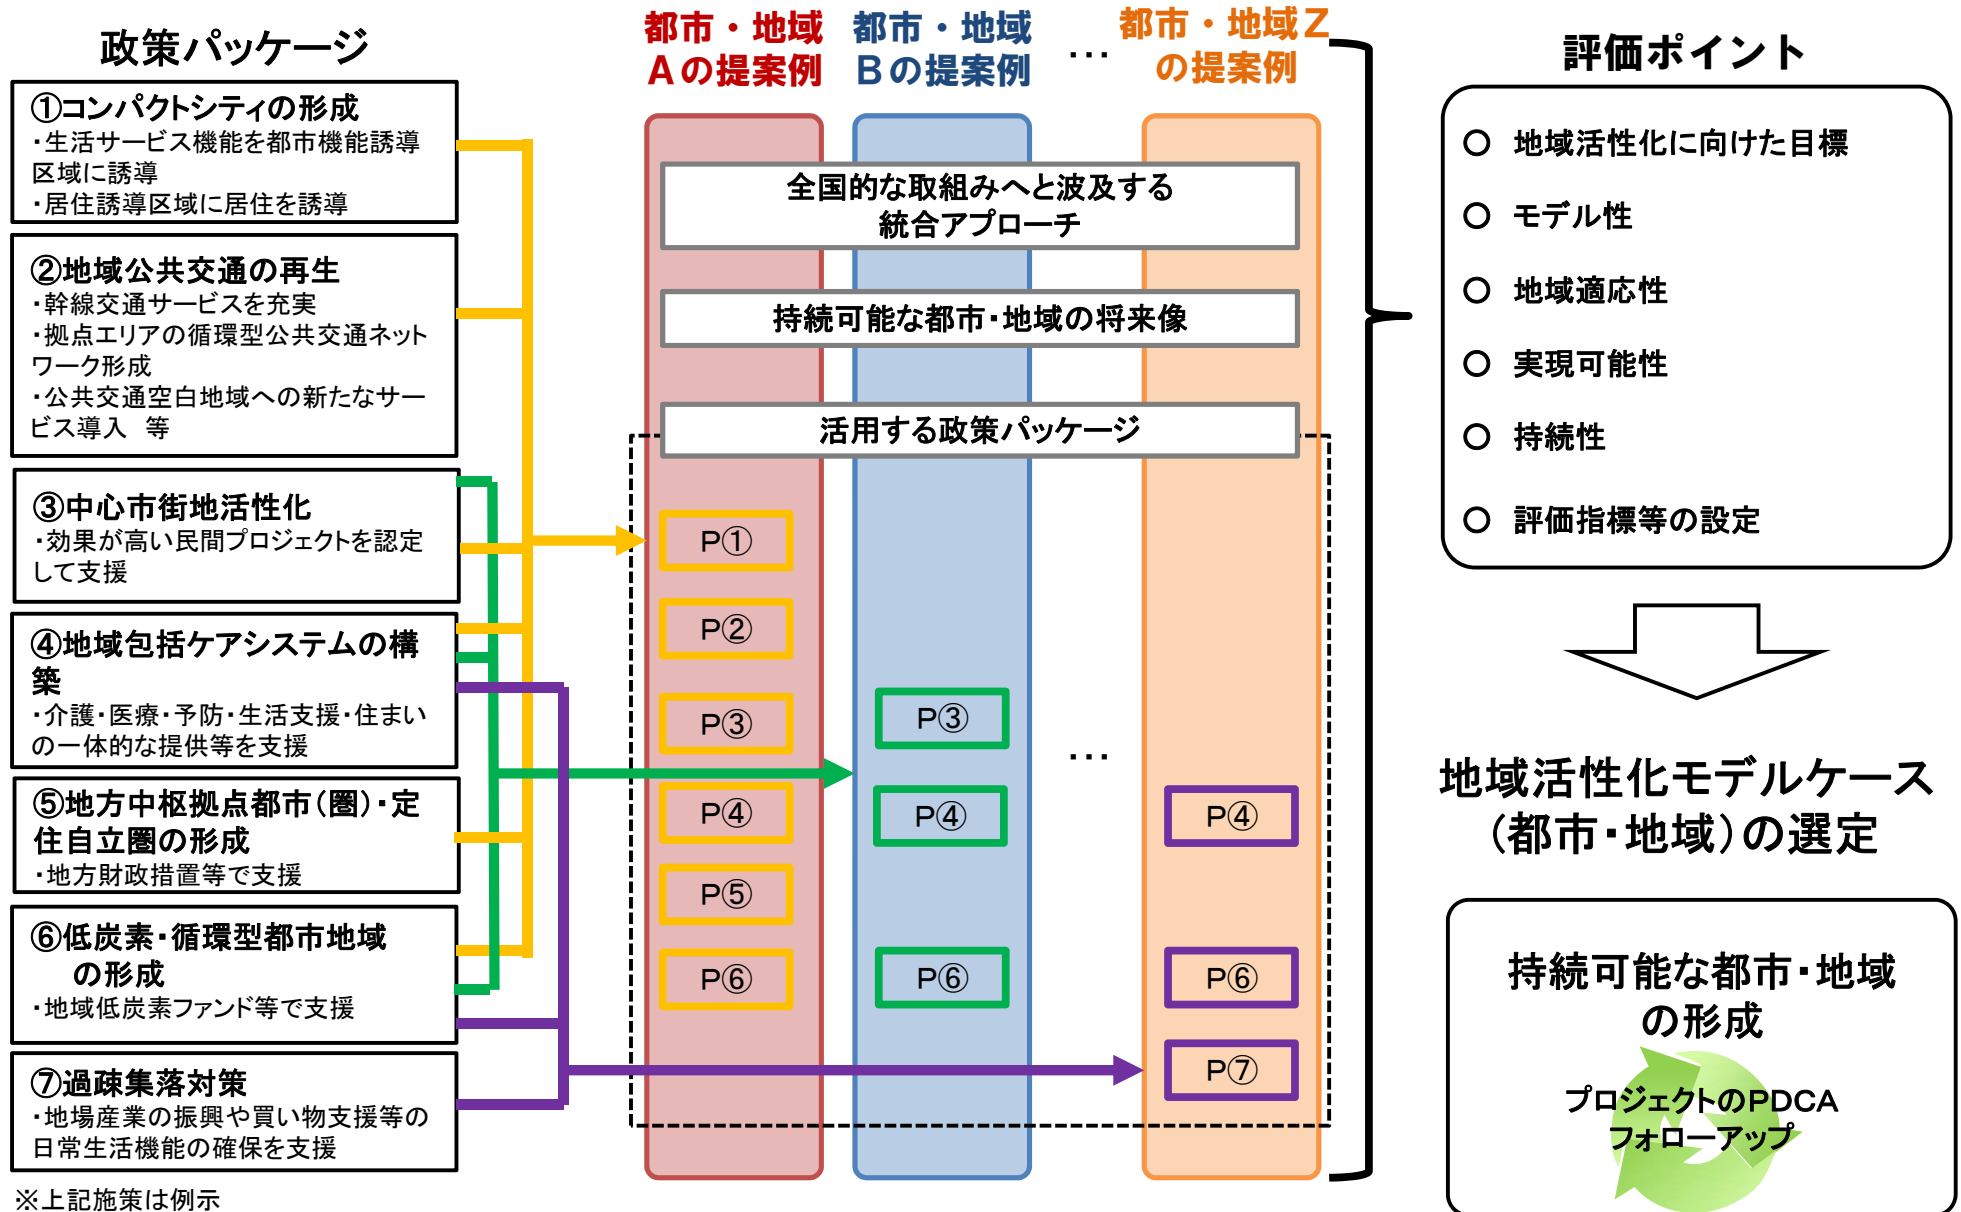 政策パッケージ
①コンパクトシティの形成
・生活サービス機能を都市機能誘導
区域に誘導
・居住誘導区域に居住を誘導
②地域公共交通の再生
・幹線交通サービスを充実
・拠点エリアの循環型公共交通ネット
ワーク形成
・公共交通空白地域への新たなサー
ビス導入　等
③中心市街地活性化
・効果が高い民間プロジェクトを認定
して支援
④地域包括ケアシステムの構
築
・介護・医療・予防・生活支援・住まい
の一体的な提供等を支援
⑤地方中枢拠点都市(圏)・定
住自立圏の形成
・地方財政措置等で支援
⑥低炭素・循環型都市地域
の形成
・地域低炭素ファンド等で支援
⑦過疎集落対策
・地場産業の振興や買い物支援等の
日常生活機能の確保を支援
※上記施策は例示
都市・地域
Aの提案例
都市・地域
Bの提案例
…
都市・地域Z
の提案例
全国的な取組みへと波及する
統合アプローチ
持続可能な都市・地域の将来像
活用する政策パッケージ
P①
P②
P③
P④
P⑤
P⑥
P③
P④
P⑥
…
P④
P⑥
P⑦
評価ポイント
○ 地域活性化に向けた目標
○ モデル性
○ 地域適応性
○ 実現可能性
○ 持続性
○ 評価指標等の設定
地域活性化モデルケース
(都市・地域)の選定
持続可能な都市・地域
の形成
プロジェクトのPDCA
フォローアップ